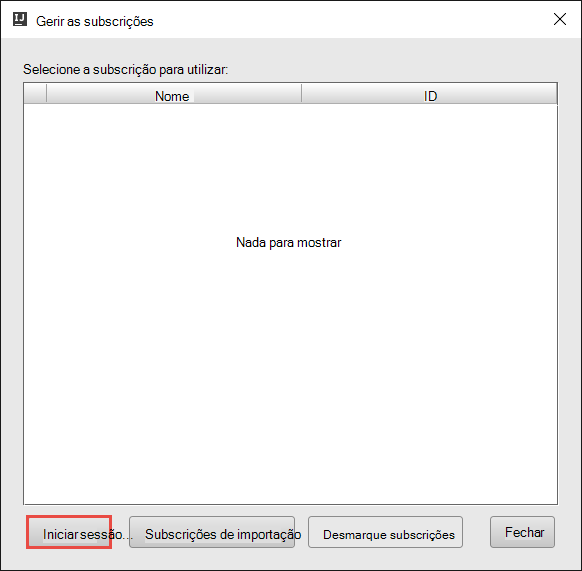 IJ
Gerir as subscrições
Selecione a subscrição para utilizar:
Nome ID
Nada para mostrar
Iniciar sessão... Subscrições de importação Desmarque subscrições Fechar